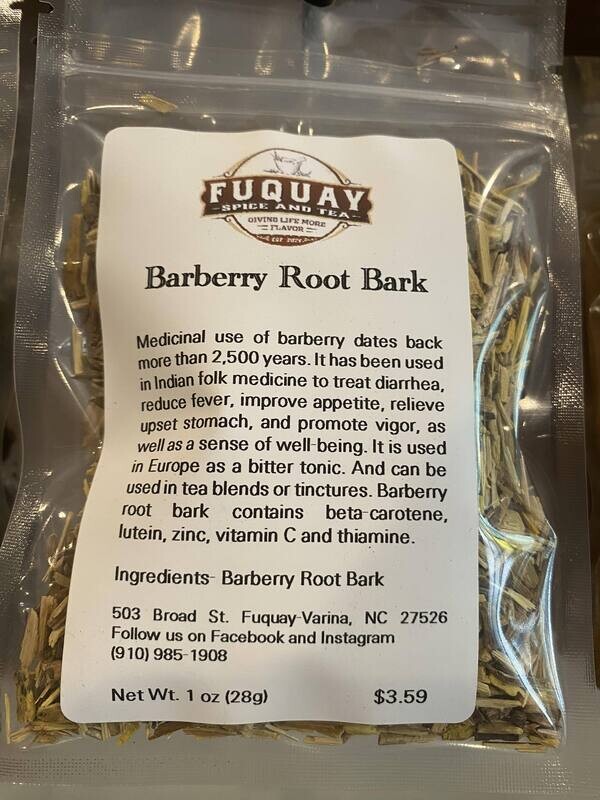 FUQUAY
SPICE AND TEA
GIVING LIFE MORE
FLAVOR
Barberry Root Bark
Medicinal use of barberry dates back
more than 2,500 years. It has been used
in Indian folk medicine to treat diarrhea,
reduce fever, improve appetite, relieve
upset stomach, and promote vigor, as
well as a sense of well-being. It is used
in Europe as a bitter tonic. And can be
used in tea blends or tinctures. Barberry
root bark contains beta-carotene,
lutein, zinc, vitamin C and thiamine.
Ingredients- Barberry Root Bark
503 Broad St. Fuquay-Varina, NC 27526
Follow us on Facebook and Instagram
(910) 985-1908
Net Wt. 1 oz (28g) $3.59